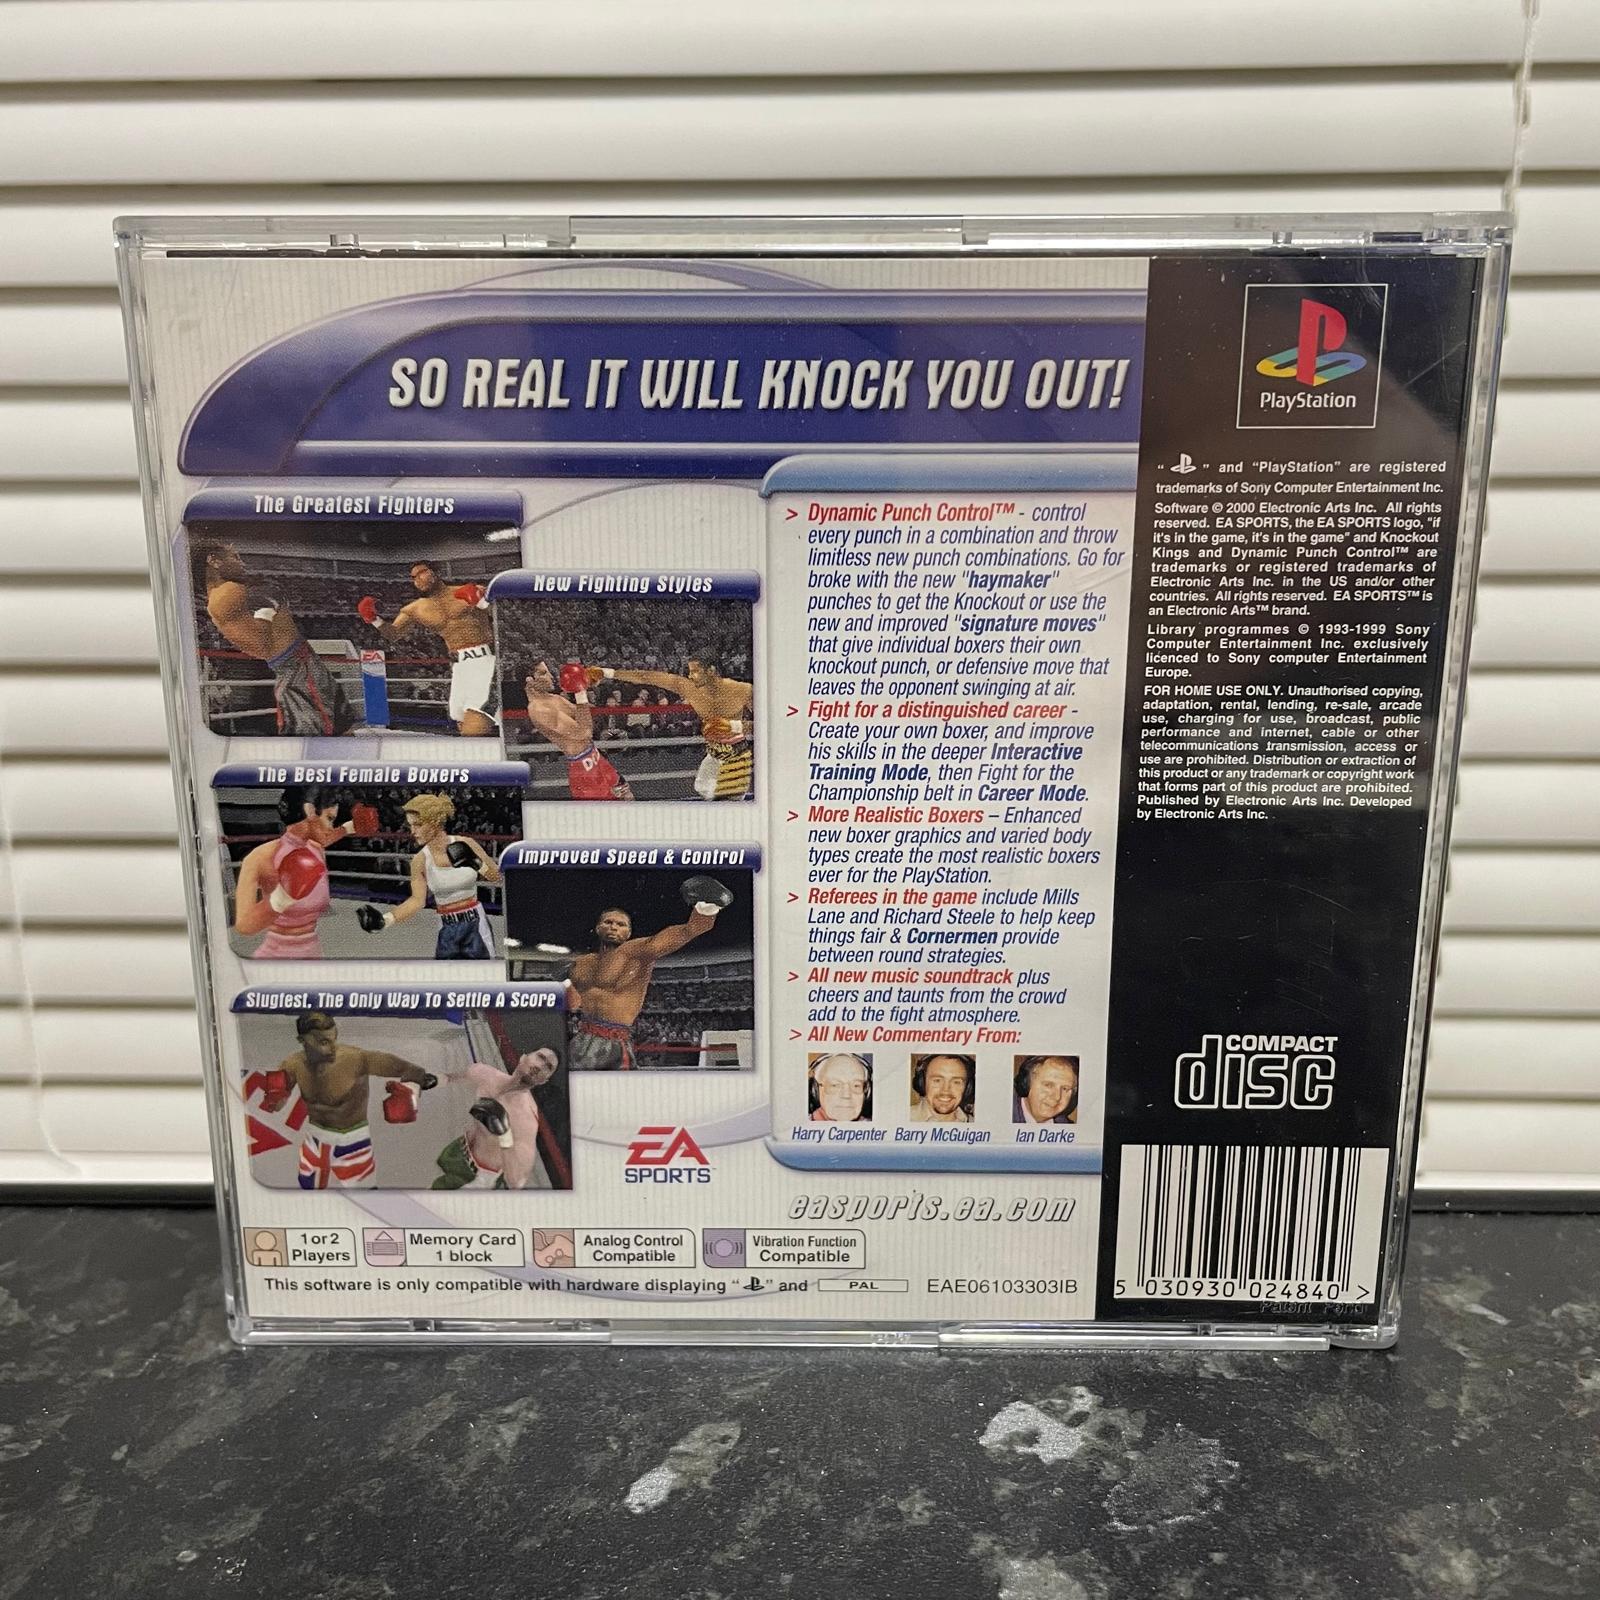 SO REAL IT WILL KNOCK YOU OUT!
The Greatest Fighters
ALI
EA
New Fighting Styles
The Best Female Boxers
Improved Speed & Control
Slugfest, The Only Way To Settle A Score
> Dynamic Punch Control™ - control
every punch in a combination and throw
limitless new punch combinations. Go for
broke with the new "haymaker"
punches to get the Knockout or use the
new and improved "signature moves"
that give individual boxers their own
knockout punch, or defensive move that
leaves the opponent swinging at air.
> Fight for a distinguished career -
Create your own boxer, and improve
his skills in the deeper Interactive
Training Mode, then Fight for the
Championship belt in Career Mode.
> More Realistic Boxers – Enhanced
new boxer graphics and varied body
types create the most realistic boxers
ever for the PlayStation.
> Referees in the game include Mills
Lane and Richard Steele to help keep
things fair & Cornermen provide
between round strategies.
> All new music soundtrack plus
cheers and taunts from the crowd
add to the fight atmosphere.
> All New Commentary From:
Harry Carpenter Barry McGuigan Ian Darke
EA
SPORTS™
easports.ea.com
1 or 2
Players
Memory Card
1 block
Analog Control
Compatible
Vibration Function
Compatible
This software is only compatible with hardware displaying " " and PAL EAE06103303IB
PlayStation
" " and "PlayStation" are registered
trademarks of Sony Computer Entertainment Inc.
Software © 2000 Electronic Arts Inc. All rights
reserved. EA SPORTS, the EA SPORTS logo, "if
it's in the game, it's in the game" and Knockout
Kings and Dynamic Punch Control™ are
trademarks or registered trademarks of
Electronic Arts Inc. in the US and/or other
countries. All rights reserved. EA SPORTS™ is
an Electronic Arts™ brand.
Library programmes © 1993-1999 Sony
Computer Entertainment Inc. exclusively
licenced to Sony computer Entertainment
Europe.
FOR HOME USE ONLY. Unauthorised copying,
adaptation, rental, lending, re-sale, arcade
use, charging for use, broadcast, public
performance and internet, cable or other
telecommunications transmission, access or
use are prohibited. Distribution or extraction of
this product or any trademark or copyright work
that forms part of this product are prohibited.
Published by Electronic Arts Inc. Developed
by Electronic Arts Inc.
COMPACT
disc
5 030930 024840 >
Patent Pend